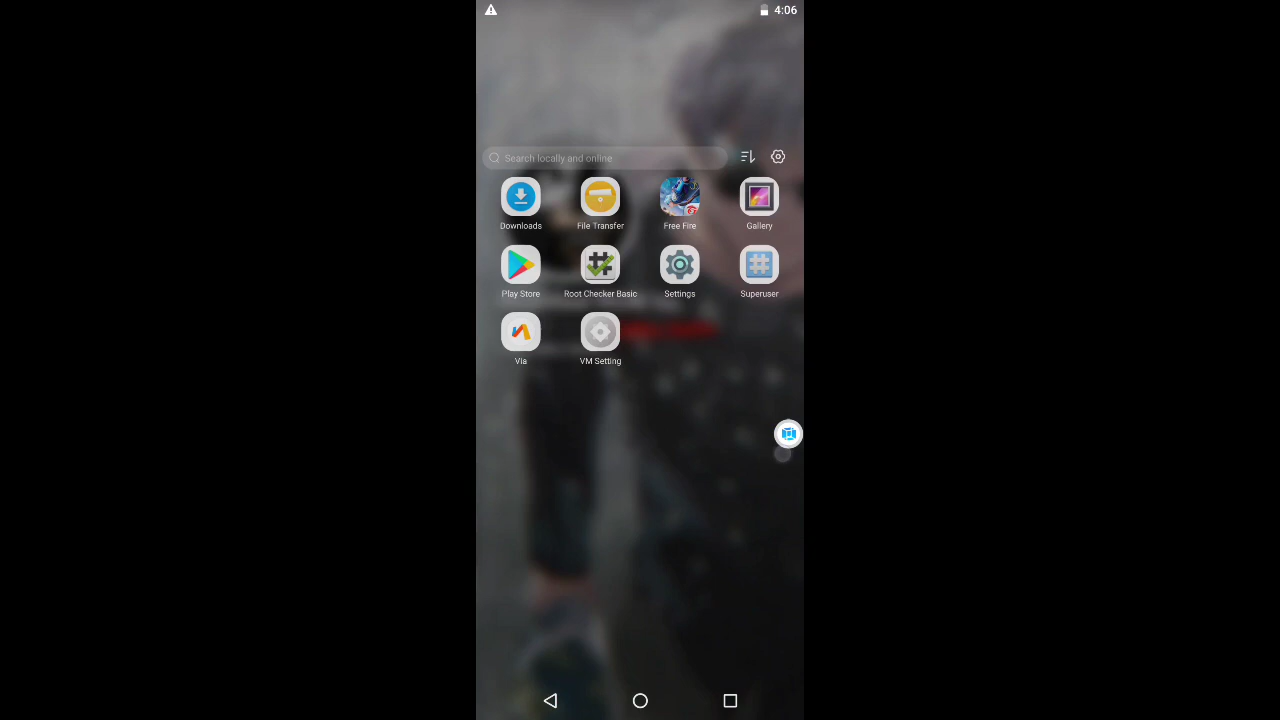 4:06
Search locally and online
Downloads
File Transfer
Free Fire
Gallery
Play Store
Root Checker Basic
Settings
Superuser
Via
VM Setting